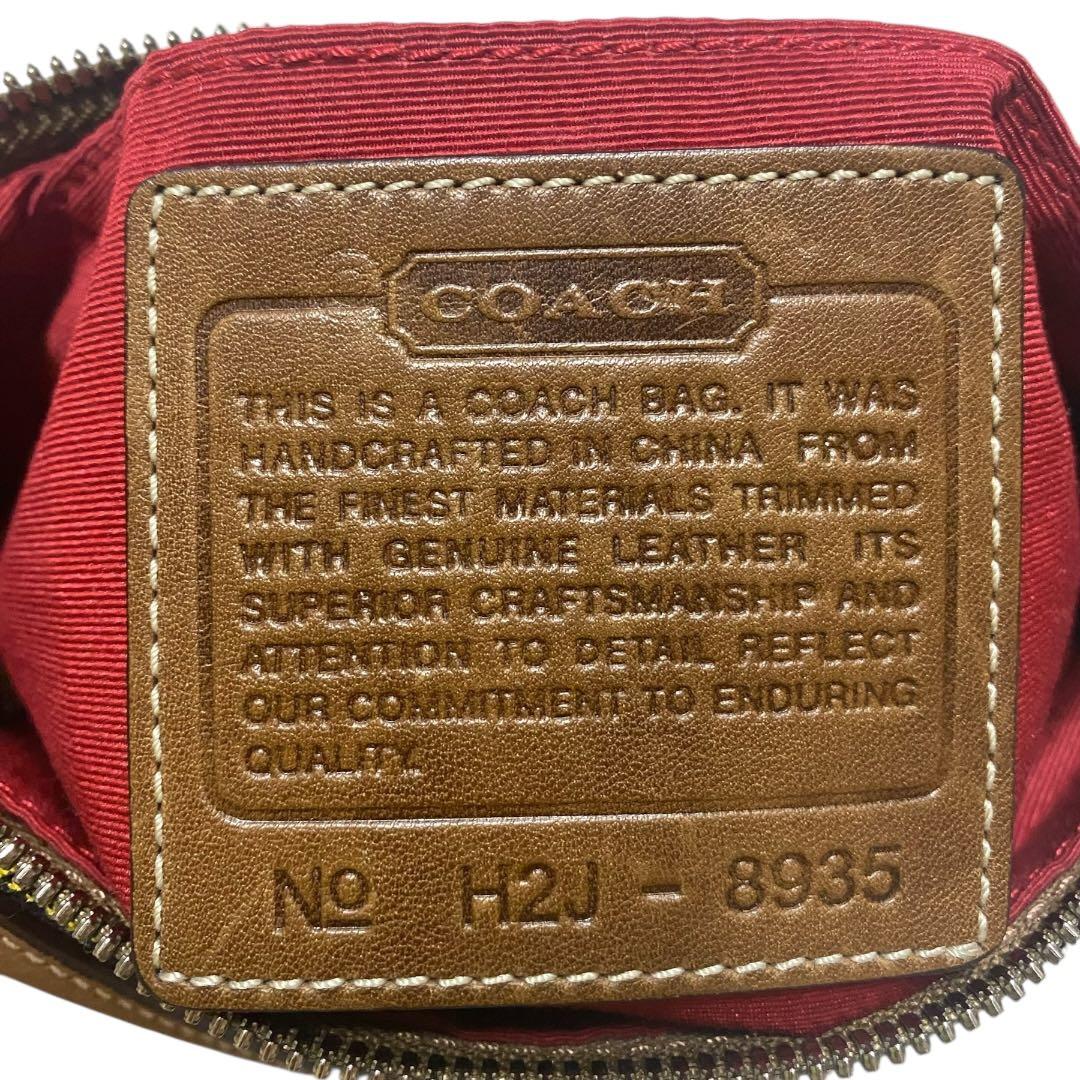 COACH
THIS IS A COACH BAG. IT WAS
HANDCRAFTED IN CHINA FROM
THE FINEST MATERIALS TRIMMED
WITH GENUINE LEATHER ITS
SUPERIOR CRAFTSMANSHIP AND
ATTENTION TO DETAIL REFLECT
OUR COMMITMENT TO ENDURING
QUALITY.
Nº H2J - 8935